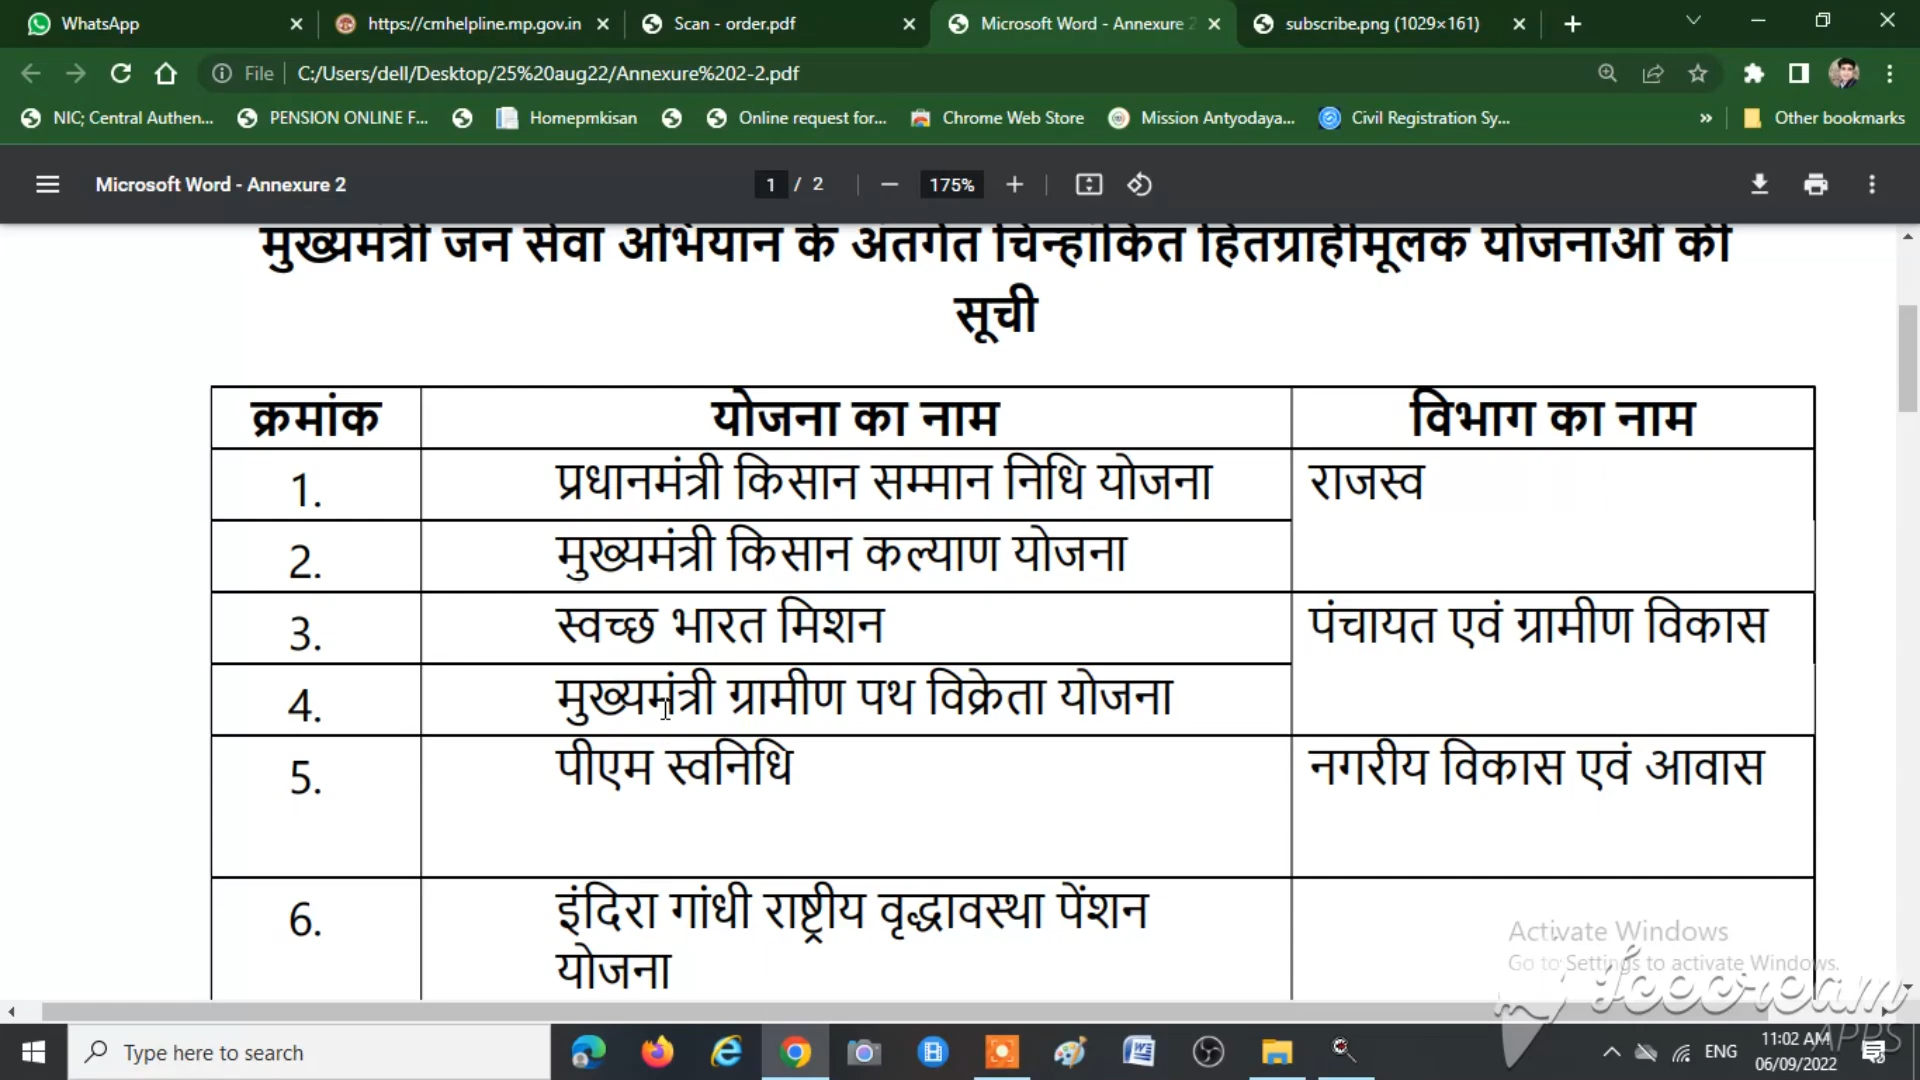 WhatsApp
https://cmhelpline.mp.gov.in
Scan - order.pdf
Microsoft Word - Annexure 2
subscribe.png (1029×161)
File
C:/Users/dell/Desktop/25%20aug22/Annexure%202-2.pdf
NIC; Central Authen...
PENSION ONLINE F...
Homepmkisan
Online request for...
Chrome Web Store
Mission Antyodaya...
Civil Registration Sy...
»
Other bookmarks
Microsoft Word - Annexure 2
1 / 2
175%
मुख्यमंत्री जन सेवा अभियान के अंतर्गत चिन्हांकित हितग्राहीमूलक योजनाओं की
सूची
क्रमांक योजना का नाम विभाग का नाम
1. प्रधानमंत्री किसान सम्मान निधि योजना राजस्व
2. मुख्यमंत्री किसान कल्याण योजना
3. स्वच्छ भारत मिशन पंचायत एवं ग्रामीण विकास
4. मुख्यमंत्री ग्रामीण पथ विक्रेता योजना
5. पीएम स्वनिधि नगरीय विकास एवं आवास
6. इंदिरा गांधी राष्ट्रीय वृद्धावस्था पेंशन
योजना
Activate Windows
Go to Settings to activate Windows.
Icecream
APPS
Type here to search
ENG
11:02 AM
06/09/2022